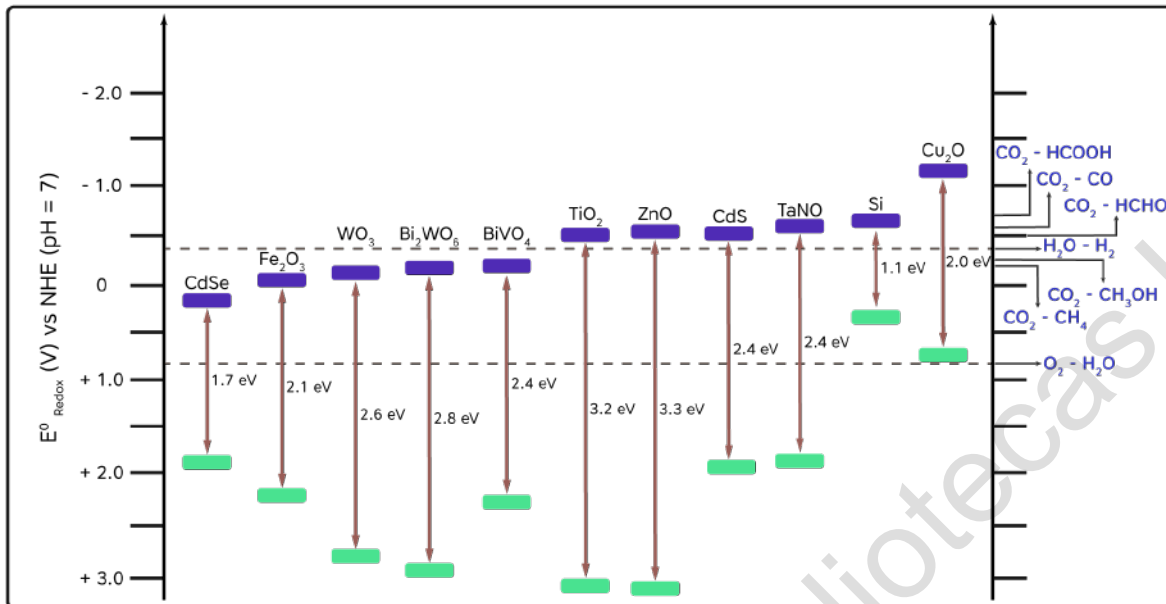 E⁰ Redox (V) vs NHE (pH = 7)
- 2.0
- 1.0
0
+ 1.0
+ 2.0
+ 3.0
CdSe
Fe₂O₃
WO₃
Bi₂WO₆
BiVO₄
TiO₂
ZnO
CdS
TaNO
Si
Cu₂O
1.7 eV
2.1 eV
2.6 eV
2.8 eV
2.4 eV
3.2 eV
3.3 eV
2.4 eV
2.4 eV
1.1 eV
2.0 eV
CO₂ - HCOOH
CO₂ - CO
CO₂ - HCHO
H₂O - H₂
CO₂ - CH₃OH
CO₂ - CH₄
O₂ - H₂O
liotecas